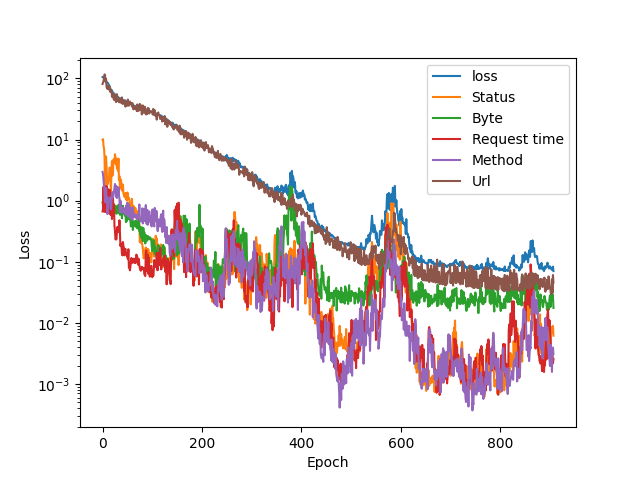 10²
10¹
10⁰
10⁻¹
10⁻²
10⁻³
Loss
0
200
400
600
800
Epoch
loss
Status
Byte
Request time
Method
Url